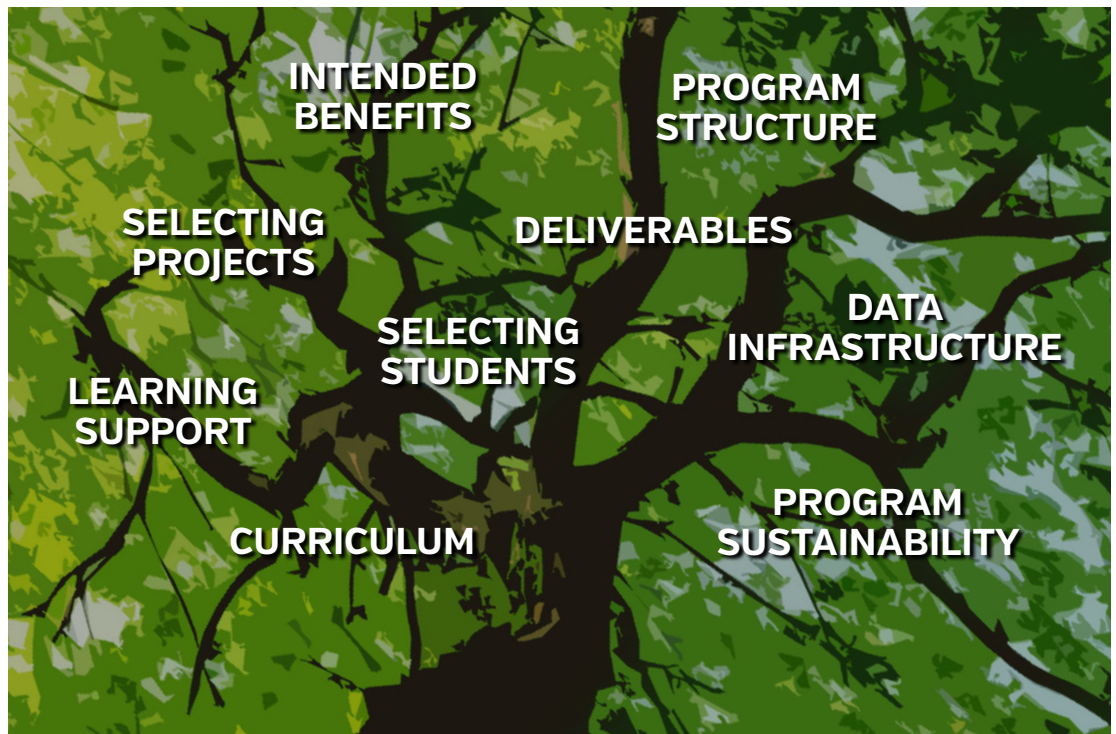 INTENDED
BENEFITS
PROGRAM
STRUCTURE
SELECTING
PROJECTS
DELIVERABLES
SELECTING
STUDENTS
DATA
INFRASTRUCTURE
LEARNING
SUPPORT
CURRICULUM
PROGRAM
SUSTAINABILITY